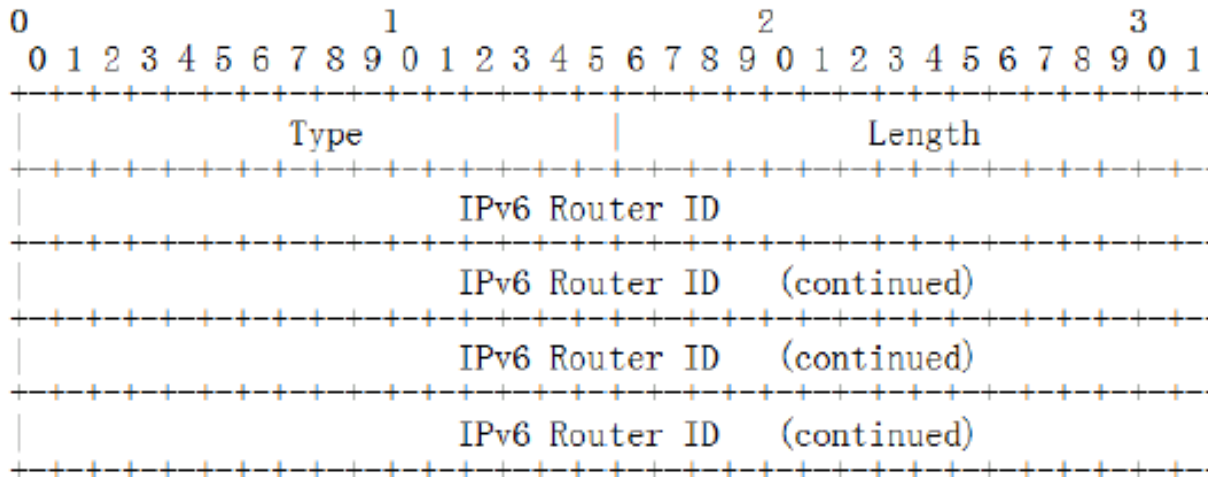 0                   1                   2                   3
 0 1 2 3 4 5 6 7 8 9 0 1 2 3 4 5 6 7 8 9 0 1 2 3 4 5 6 7 8 9 0 1
+-+-+-+-+-+-+-+-+-+-+-+-+-+-+-+-+-+-+-+-+-+-+-+-+-+-+-+-+-+-+-+-
|              Type             |             Length
+-+-+-+-+-+-+-+-+-+-+-+-+-+-+-+-+-+-+-+-+-+-+-+-+-+-+-+-+-+-+-+-
|                       IPv6 Router ID
+-+-+-+-+-+-+-+-+-+-+-+-+-+-+-+-+-+-+-+-+-+-+-+-+-+-+-+-+-+-+-+-
|                       IPv6 Router ID   (continued)
+-+-+-+-+-+-+-+-+-+-+-+-+-+-+-+-+-+-+-+-+-+-+-+-+-+-+-+-+-+-+-+-
|                       IPv6 Router ID   (continued)
+-+-+-+-+-+-+-+-+-+-+-+-+-+-+-+-+-+-+-+-+-+-+-+-+-+-+-+-+-+-+-+-
|                       IPv6 Router ID   (continued)
+-+-+-+-+-+-+-+-+-+-+-+-+-+-+-+-+-+-+-+-+-+-+-+-+-+-+-+-+-+-+-+-